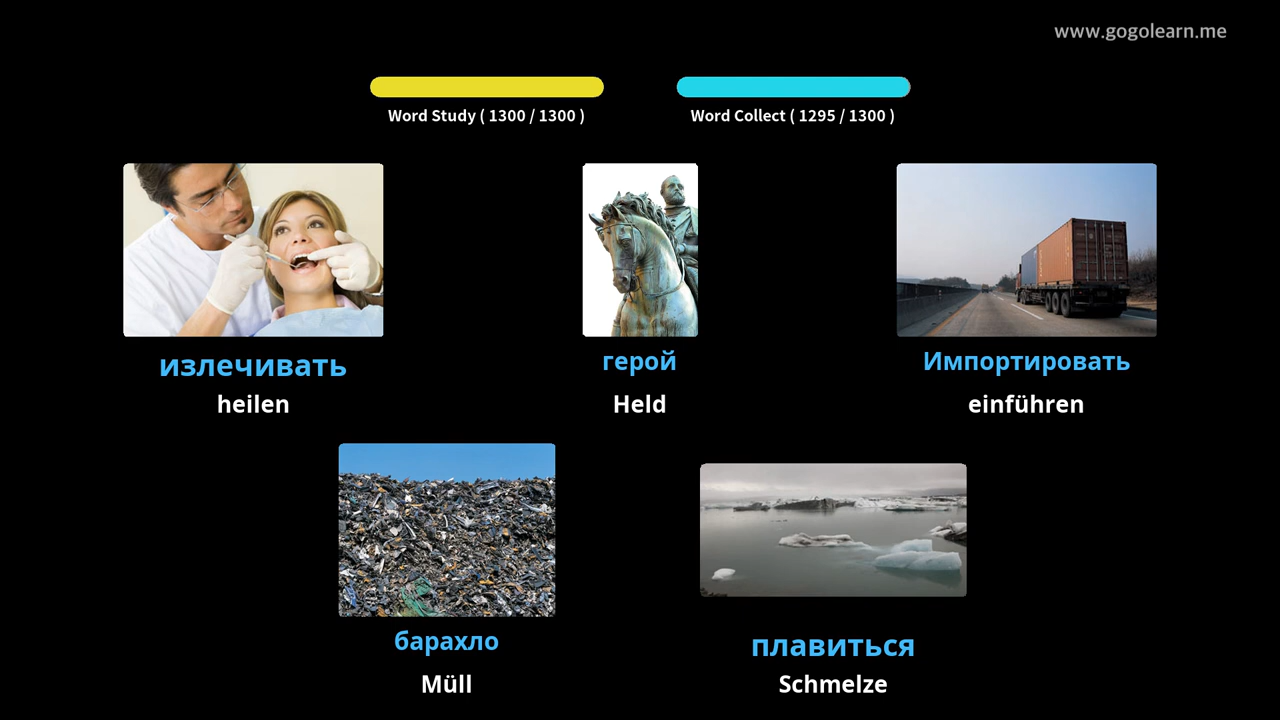 www.gogolearn.me
Word Study ( 1300 / 1300 )
Word Collect ( 1295 / 1300 )
излечивать
heilen
герой
Held
Импортировать
einführen
барахло
Müll
плавиться
Schmelze